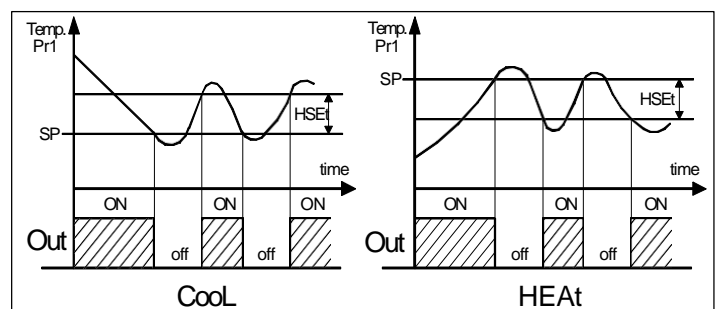 Temp.
Pr1
HSEt
SP
time
ON
ON
ON
Out
off
off
CooL
Temp.
Pr1
SP
HSEt
time
ON
ON
ON
Out
off
off
HEAt